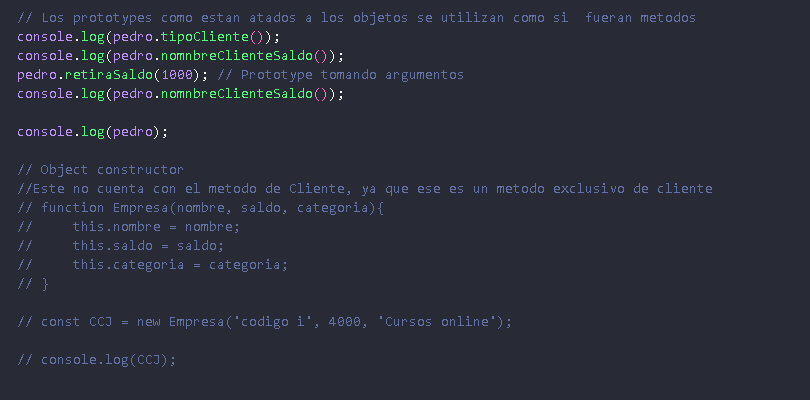 // Los prototypes como estan atados a los objetos se utilizan como si  fueran metodos
console.log(pedro.tipoCliente());
console.log(pedro.nomnbreClienteSaldo());
pedro.retiraSaldo(1000); // Prototype tomando argumentos
console.log(pedro.nomnbreClienteSaldo());
console.log(pedro);
// Object constructor
//Este no cuenta con el metodo de Cliente, ya que ese es un metodo exclusivo de cliente
// function Empresa(nombre, saldo, categoria){
//     this.nombre = nombre;
//     this.saldo = saldo;
//     this.categoria = categoria;
// }
// const CCJ = new Empresa('codigo i', 4000, 'Cursos online');
// console.log(CCJ);